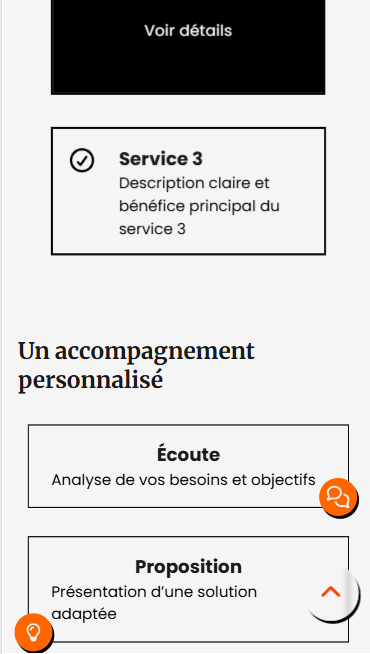 Voir détails
Service 3
Description claire et
bénéfice principal du
service 3
Un accompagnement
personnalisé
Écoute
Analyse de vos besoins et objectifs
Proposition
Présentation d’une solution
adaptée